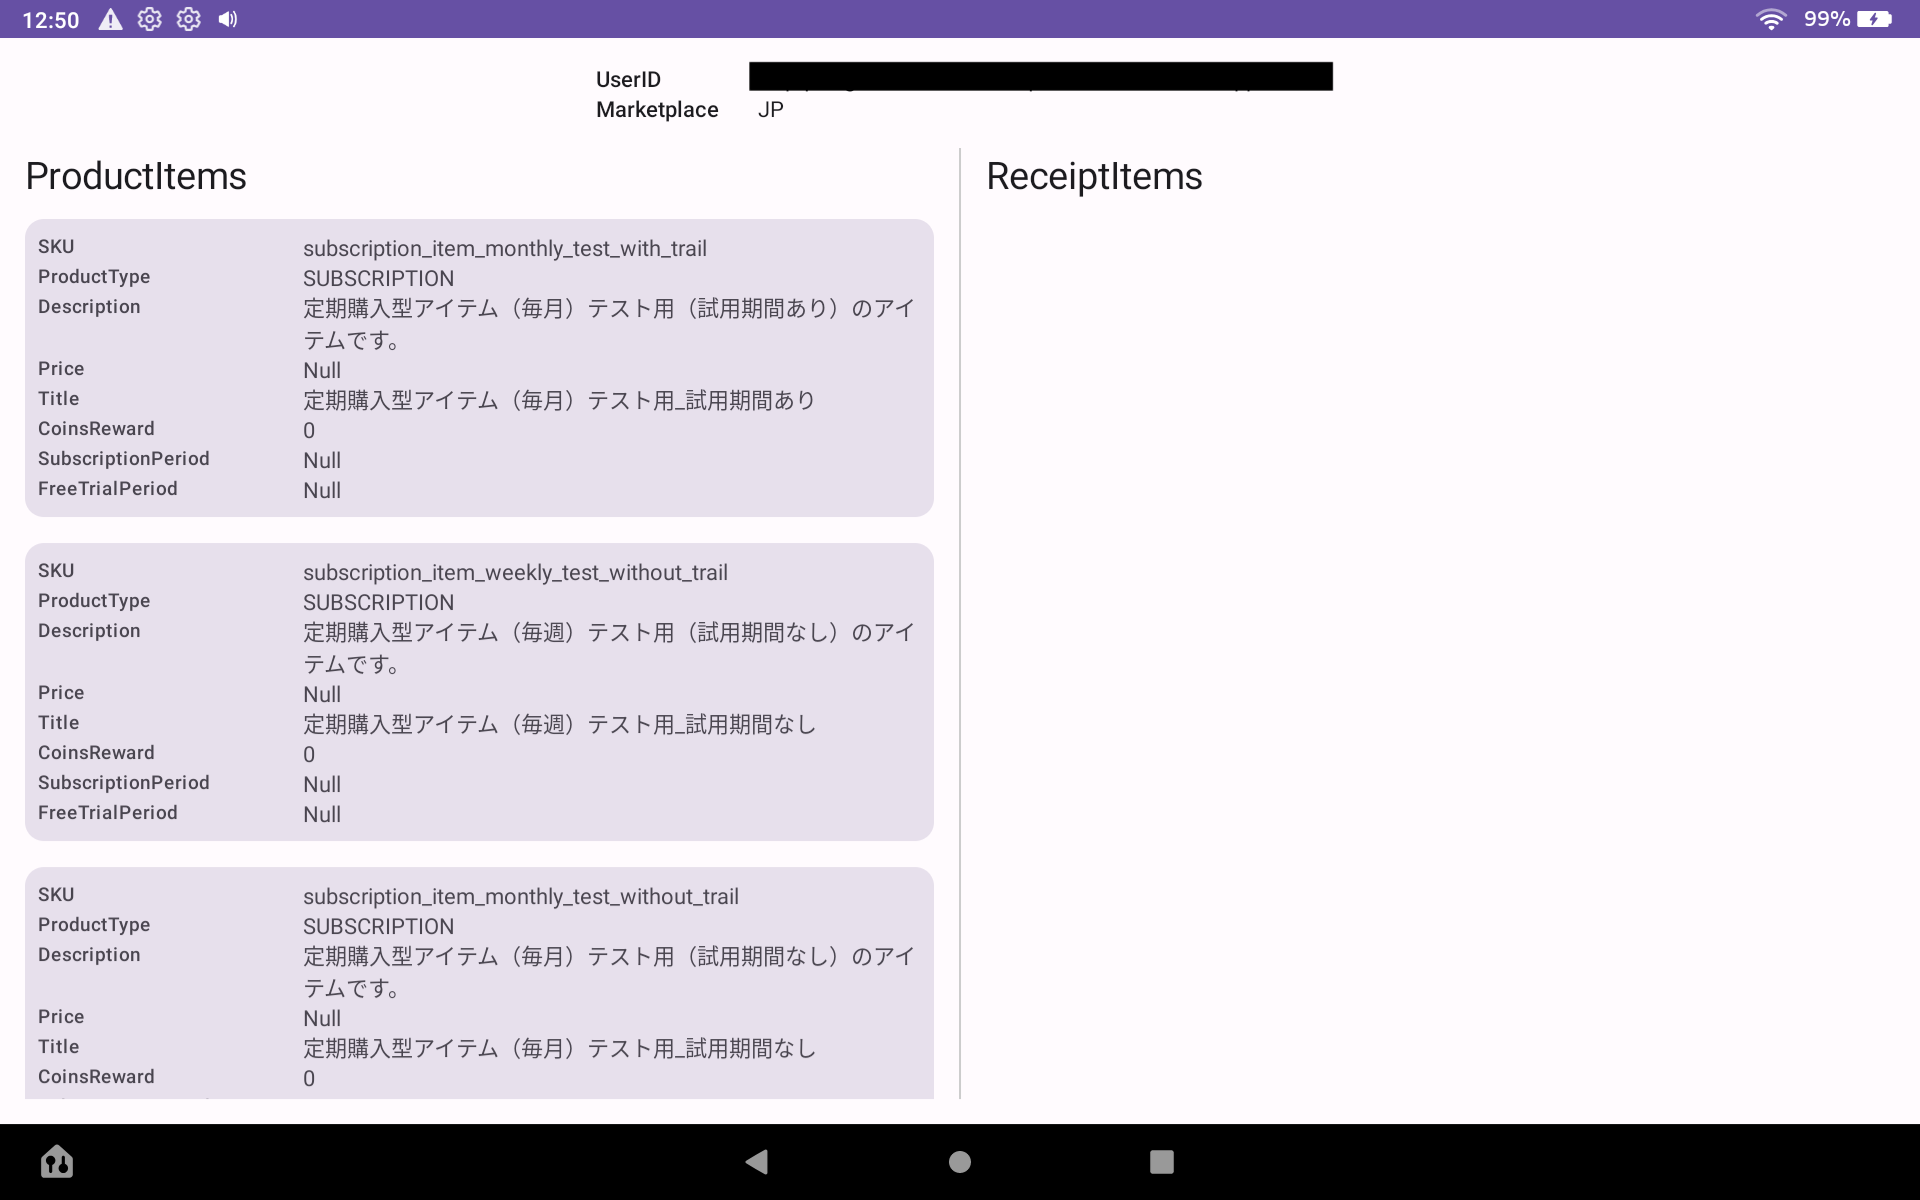 12:50 99%
UserID
Marketplace JP
ProductItems
SKU subscription_item_monthly_test_with_trail
ProductType SUBSCRIPTION
Description 定期購入型アイテム（毎月）テスト用（試用期間あり）のアイ
テムです。
Price Null
Title 定期購入型アイテム（毎月）テスト用_試用期間あり
CoinsReward 0
SubscriptionPeriod Null
FreeTrialPeriod Null
SKU subscription_item_weekly_test_without_trail
ProductType SUBSCRIPTION
Description 定期購入型アイテム（毎週）テスト用（試用期間なし）のアイ
テムです。
Price Null
Title 定期購入型アイテム（毎週）テスト用_試用期間なし
CoinsReward 0
SubscriptionPeriod Null
FreeTrialPeriod Null
SKU subscription_item_monthly_test_without_trail
ProductType SUBSCRIPTION
Description 定期購入型アイテム（毎月）テスト用（試用期間なし）のアイ
テムです。
Price Null
Title 定期購入型アイテム（毎月）テスト用_試用期間なし
CoinsReward 0
ReceiptItems